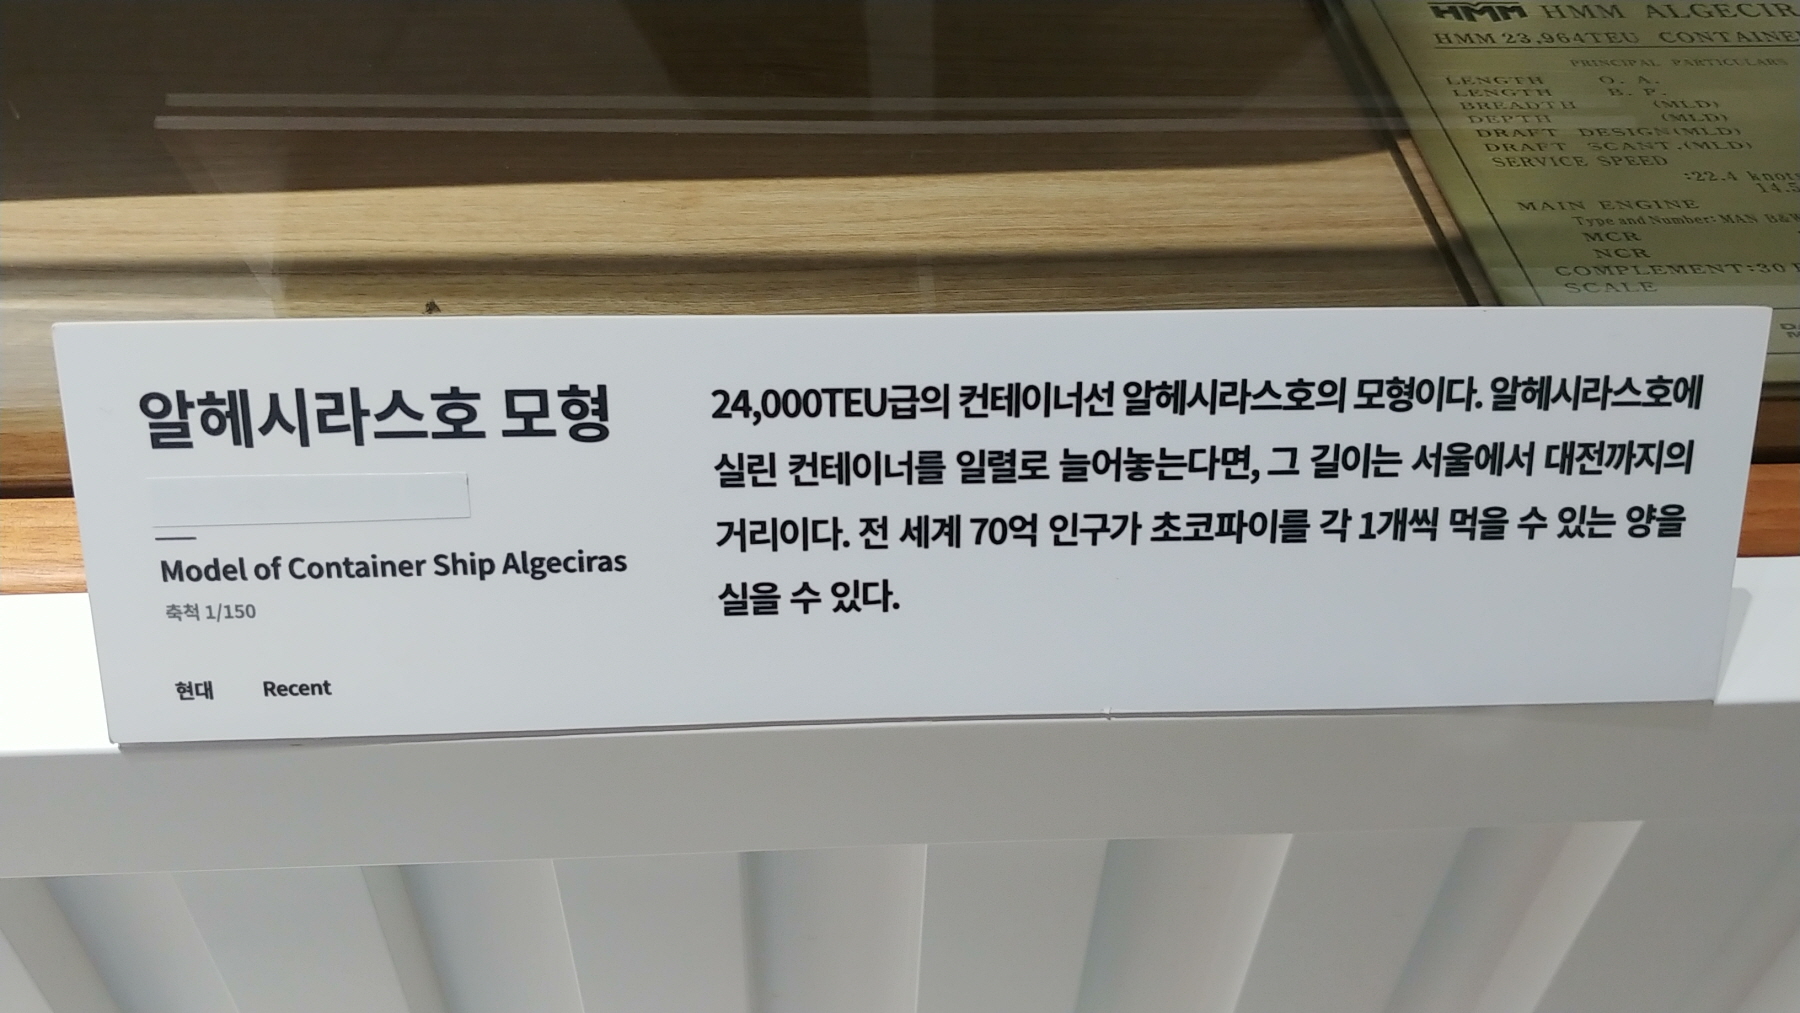 HMM HMM ALGECIR
HMM 23,964TEU CONTAINE
PRINCIPAL PARTICULARS
LENGTH O. A.
LENGTH B. P.
BREADTH (MLD)
DEPTH (MLD)
DRAFT DESIGN(MLD)
DRAFT SCANT.(MLD)
SERVICE SPEED
:22.4 knots
14.5
MAIN ENGINE
Type and Number: MAN B&W
MCR
NCR
COMPLEMENT:30
SCALE
알헤시라스호 모형
Model of Container Ship Algeciras
축척 1/150
현대 Recent
24,000TEU급의 컨테이너선 알헤시라스호의 모형이다. 알헤시라스호에
실린 컨테이너를 일렬로 늘어놓는다면, 그 길이는 서울에서 대전까지의
거리이다. 전 세계 70억 인구가 초코파이를 각 1개씩 먹을 수 있는 양을
실을 수 있다.